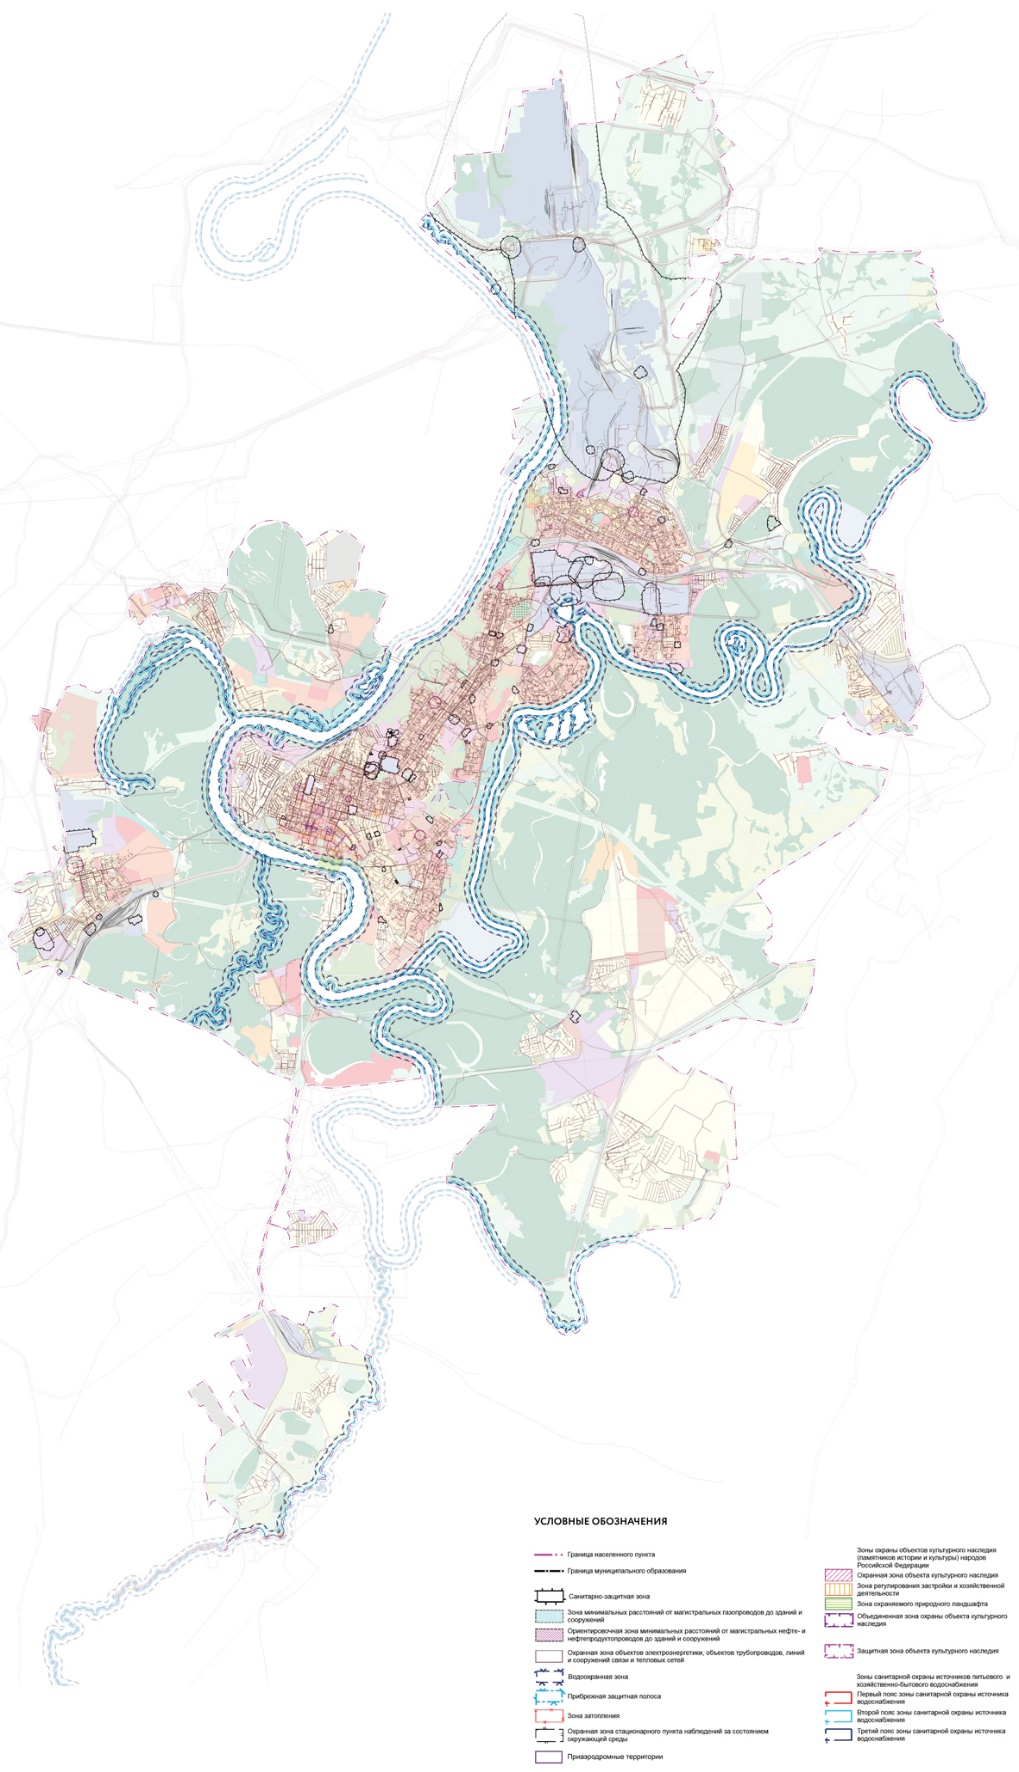 УСЛОВНЫЕ ОБОЗНАЧЕНИЯ
Граница населенного пункта
Граница муниципального образования
Санитарно-защитная зона
Зона минимальных расстояний от магистральных газопроводов до зданий и
сооружений
Ориентировочная зона минимальных расстояний от магистральных нефте- и
нефтепродуктопроводов до зданий и сооружений
Охранная зона объектов электроэнергетики, объектов трубопроводов, линий
и сооружений связи и тепловых сетей
Водоохранная зона
Прибрежная защитная полоса
Зона затопления
Охранная зона стационарного пункта наблюдений за состоянием
окружающей среды
Приаэродромные территории
Зоны охраны объектов культурного наследия
(памятников истории и культуры) народов
Российской Федерации
Охранная зона объекта культурного наследия
Зона регулирования застройки и хозяйственной
деятельности
Зона охраняемого природного ландшафта
Объединенная зона охраны объекта культурного
наследия
Защитная зона объекта культурного наследия
Зоны санитарной охраны источников питьевого и
хозяйственно-бытового водоснабжения
Первый пояс зоны санитарной охраны источника
водоснабжения
Второй пояс зоны санитарной охраны источника
водоснабжения
Третий пояс зоны санитарной охраны источника
водоснабжения